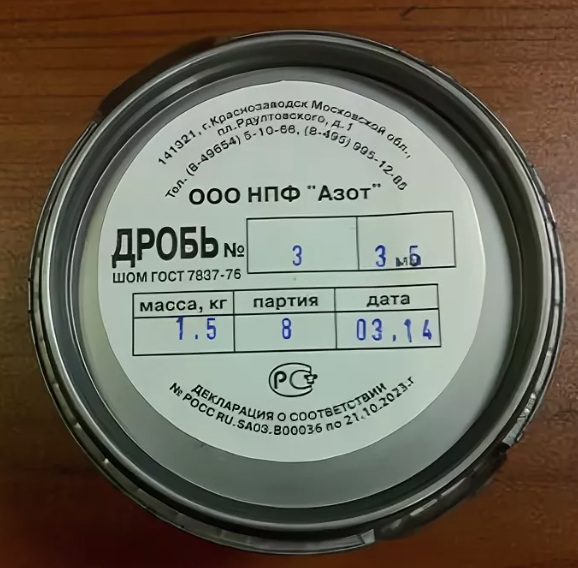 141321, г.Краснозаводск Московской обл.,
пл.Рдултовского, д.1
Тел. (8-49654) 5-10-66, (8-495) 995-12-85
ООО НПФ "Азот"
ДРОБЬ № 3 3 5
ШОМ ГОСТ 7837-76
масса, кг партия дата
1.5 8 03.14
РС
ДЕКЛАРАЦИЯ О СООТВЕТСТВИИ
№ РОСС RU.SA03.B00036 по 21.10.2023.г